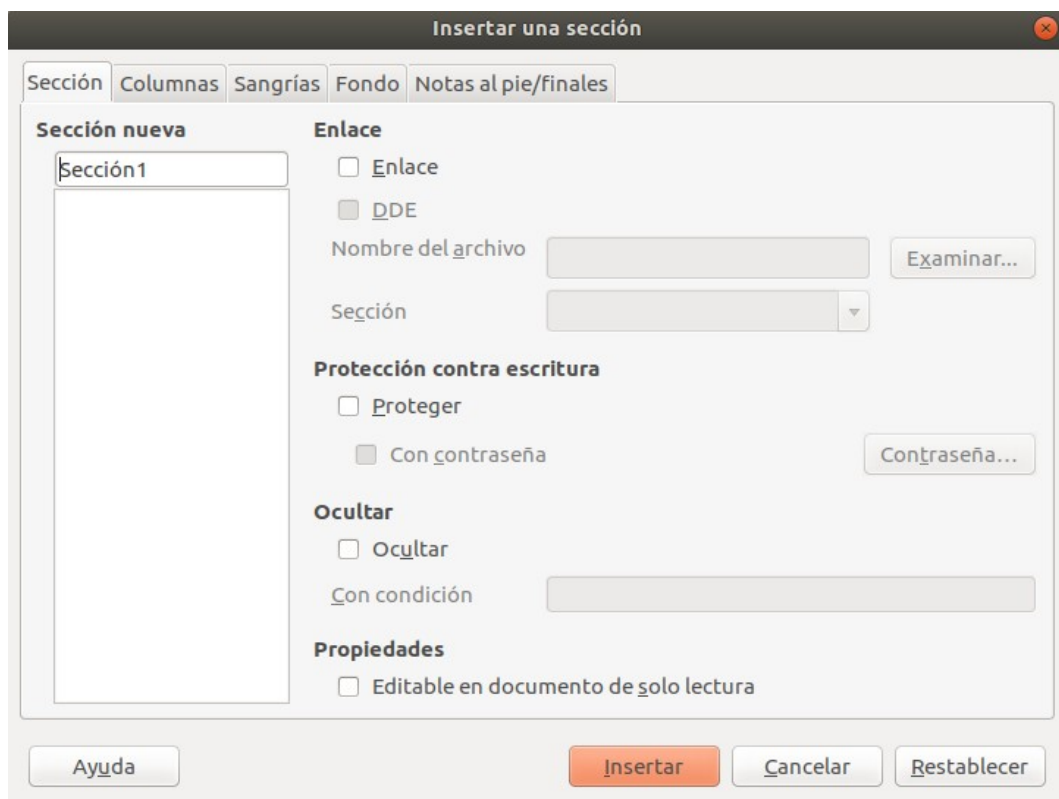 Insertar una sección
Sección Columnas Sangrías Fondo Notas al pie/finales
Sección nueva
Sección1
Enlace
Enlace
DDE
Nombre del archivo
Examinar...
Sección
Protección contra escritura
Proteger
Con contraseña
Contraseña...
Ocultar
Ocultar
Con condición
Propiedades
Editable en documento de solo lectura
Ayuda
Insertar
Cancelar
Restablecer